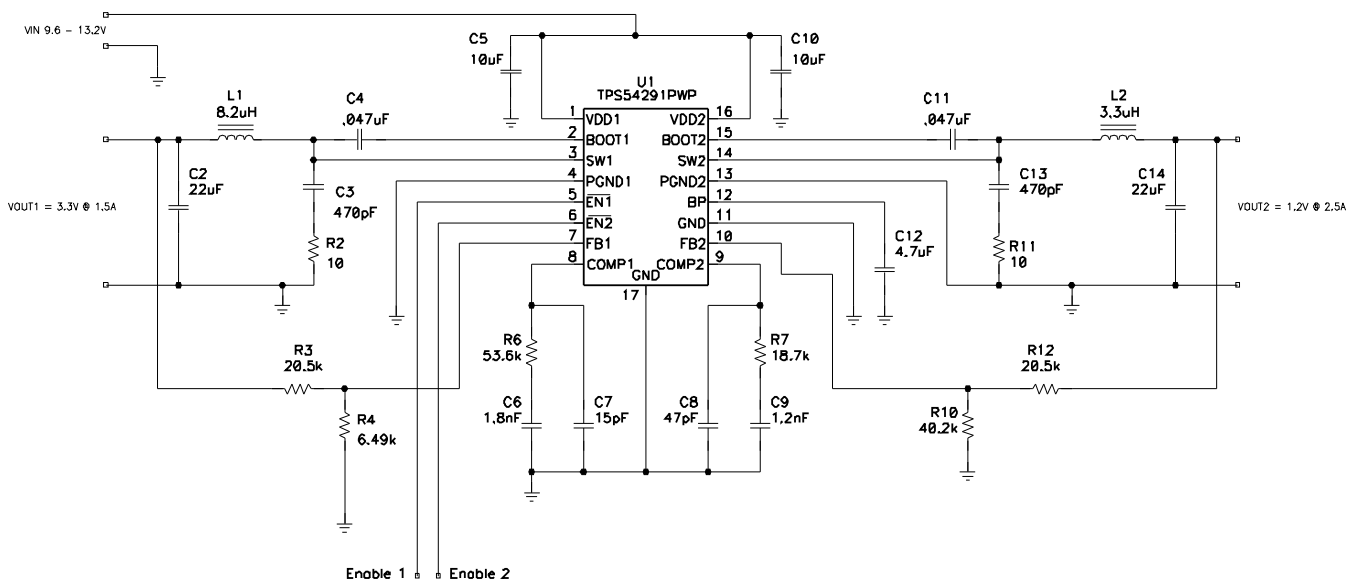 VIN 9.6 - 13.2V
C5
10uF
C10
10uF
U1
TPS54291PWP
L1
8.2uH
C4
.047uF
C11
.047uF
L2
3.3uH
1 VDD1 VDD2 16
2 BOOT1 BOOT2 15
3 SW1 SW2 14
4 PGND1 PGND2 13
5 EN1 BP 12
6 EN2 GND 11
7 FB1 FB2 10
8 COMP1 COMP2 9
GND
17
C2
22uF
C3
470pF
R2
10
VOUT1 = 3.3V @ 1.5A
C13
470pF
C14
22uF
R11
10
C12
4.7uF
VOUT2 = 1.2V @ 2.5A
R3
20.5k
R4
6.49k
R6
53.6k
C6
1.8nF
C7
15pF
R7
18.7k
C8
47pF
C9
1.2nF
R12
20.5k
R10
40.2k
Enable 1
Enable 2